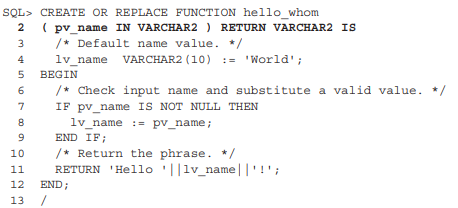 SQL> CREATE OR REPLACE FUNCTION hello_whom
  2  ( pv_name IN VARCHAR2 ) RETURN VARCHAR2 IS
  3    /* Default name value. */
  4    lv_name  VARCHAR2(10) := 'World';
  5  BEGIN
  6    /* Check input name and substitute a valid value. */
  7    IF pv_name IS NOT NULL THEN
  8      lv_name := pv_name;
  9    END IF;
 10    /* Return the phrase. */
 11    RETURN 'Hello '||lv_name||'!';
 12  END;
 13  /